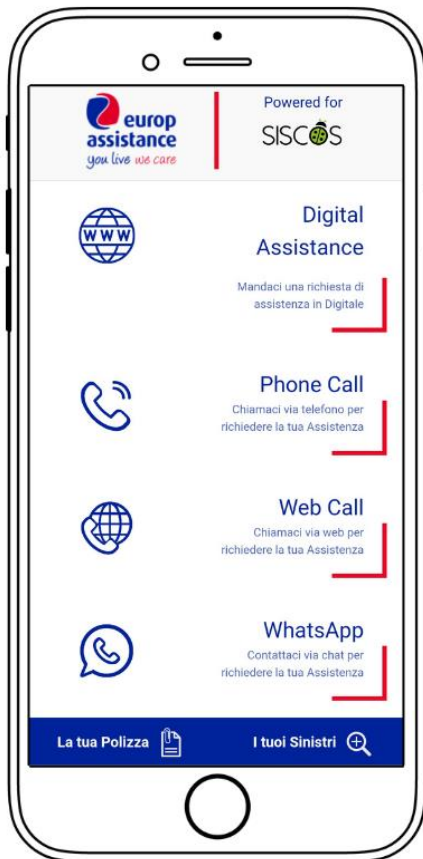 europ
assistance
you live we care
Powered for
SISCOS
WWW
Digital
Assistance
Mandaci una richiesta di
assistenza in Digitale
Phone Call
Chiamaci via telefono per
richiedere la tua Assistenza
Web Call
Chiamaci via web per
richiedere la tua Assistenza
WhatsApp
Contattaci via chat per
richiedere la tua Assistenza
La tua Polizza
I tuoi Sinistri